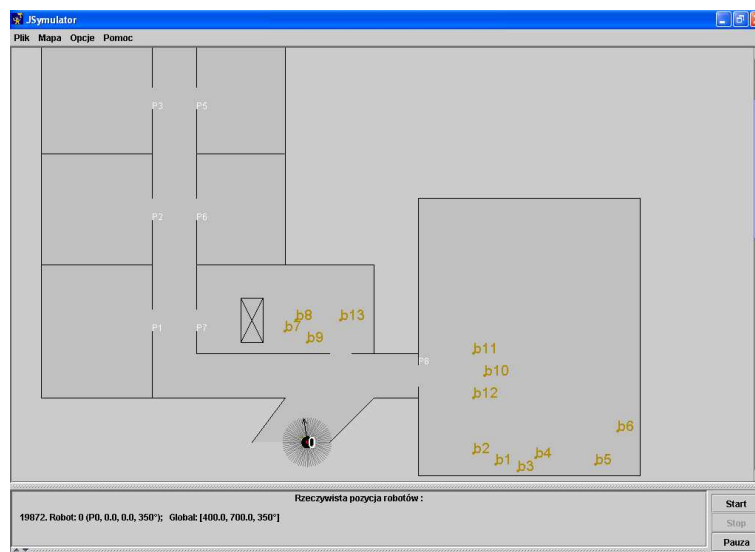 JSymulator
Plik Mapa Opcje Pomoc
P3 P5
P2 P6
P1 P7
b8 b13
b7
b9
b11
P8
b10
b12
b6
0
b2
b1 b4 b5
b3
Rzeczywista pozycja robotów :
19872. Robot: 0 (P0, 0.0, 0.0, 350°); Global: [400.0, 700.0, 350°]
Start
Stop
Pauza